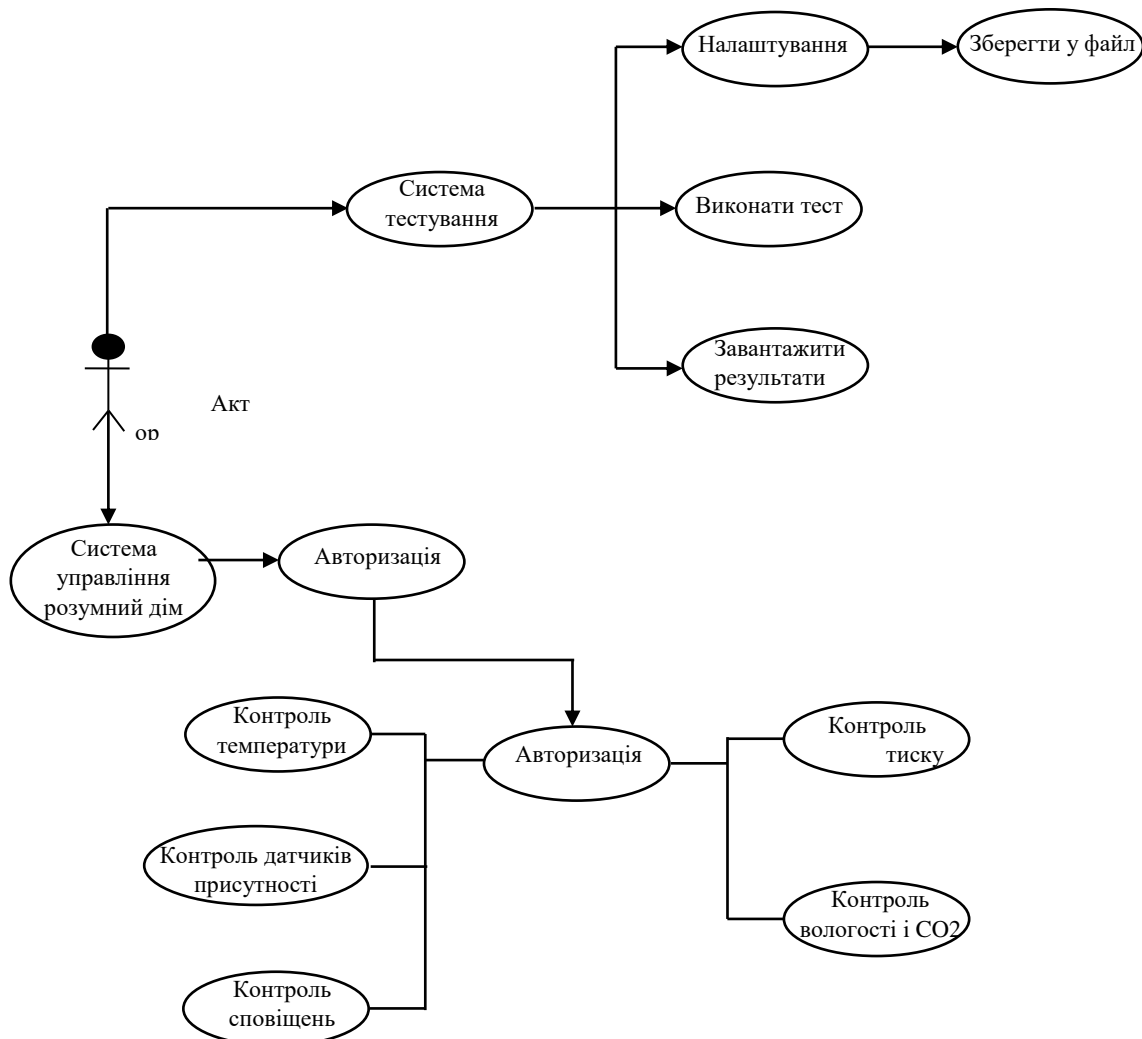 Налаштування
Зберегти у файл
Система
тестування
Виконати тест
Завантажити
результати
Акт
ор
Система
управління
розумний дім
Авторизація
Контроль
температури
Авторизація
Контроль
тиску
Контроль датчиків
присутності
Контроль
вологості і СО2
Контроль
сповіщень